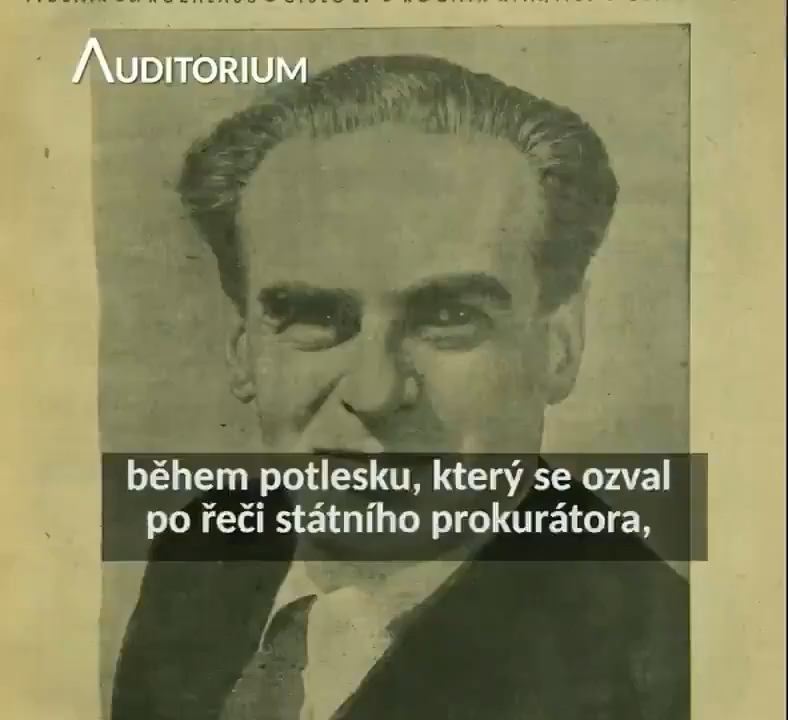 AUDITORIUM
během potlesku, který se ozval
po řeči státního prokurátora,